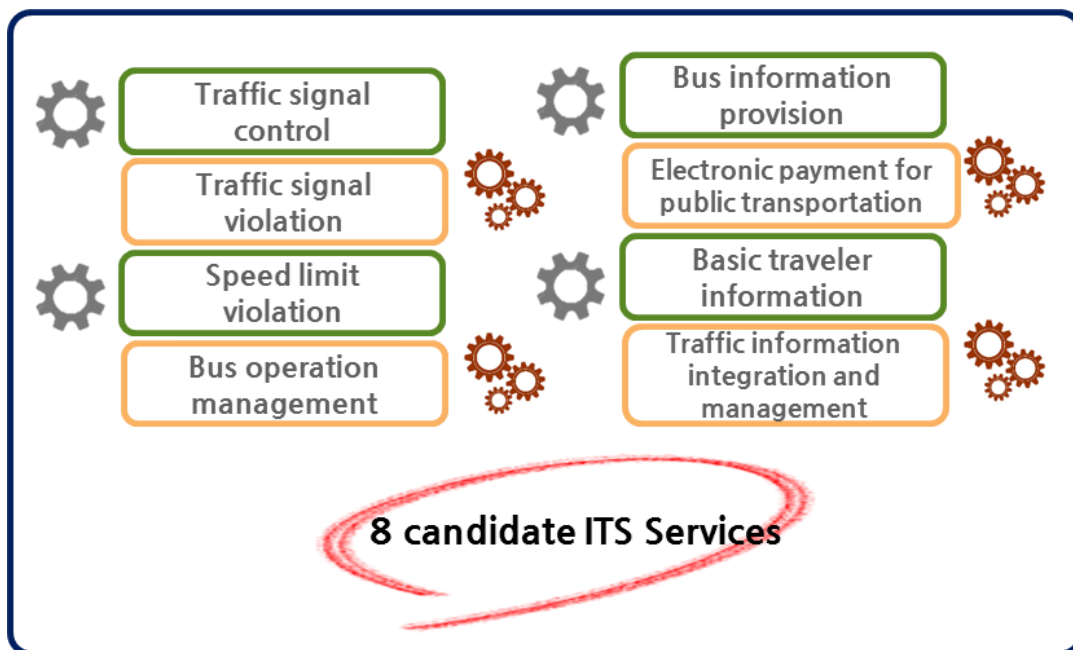 Traffic signal
control
Traffic signal
violation
Speed limit
violation
Bus operation
management
Bus information
provision
Electronic payment for
public transportation
Basic traveler
information
Traffic information
integration and
management
8 candidate ITS Services